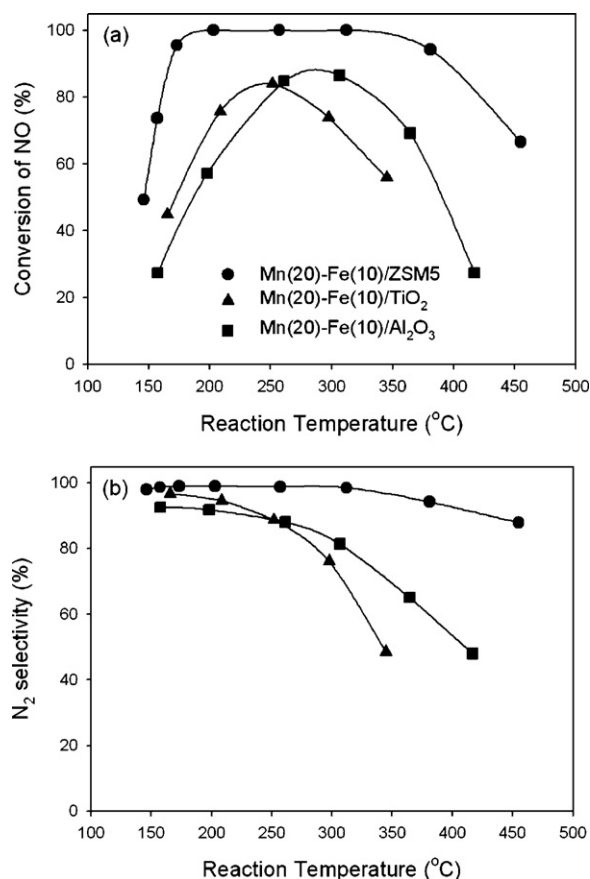 100
(a)
80
60
40
20
0
Conversion of NO (%)
Mn(20)-Fe(10)/ZSM5
Mn(20)-Fe(10)/TiO2
Mn(20)-Fe(10)/Al2O3
100 150 200 250 300 350 400 450 500
Reaction Temperature (oC)
100
(b)
80
60
40
20
0
N2 selectivity (%)
100 150 200 250 300 350 400 450 500
Reaction Temperature (oC)